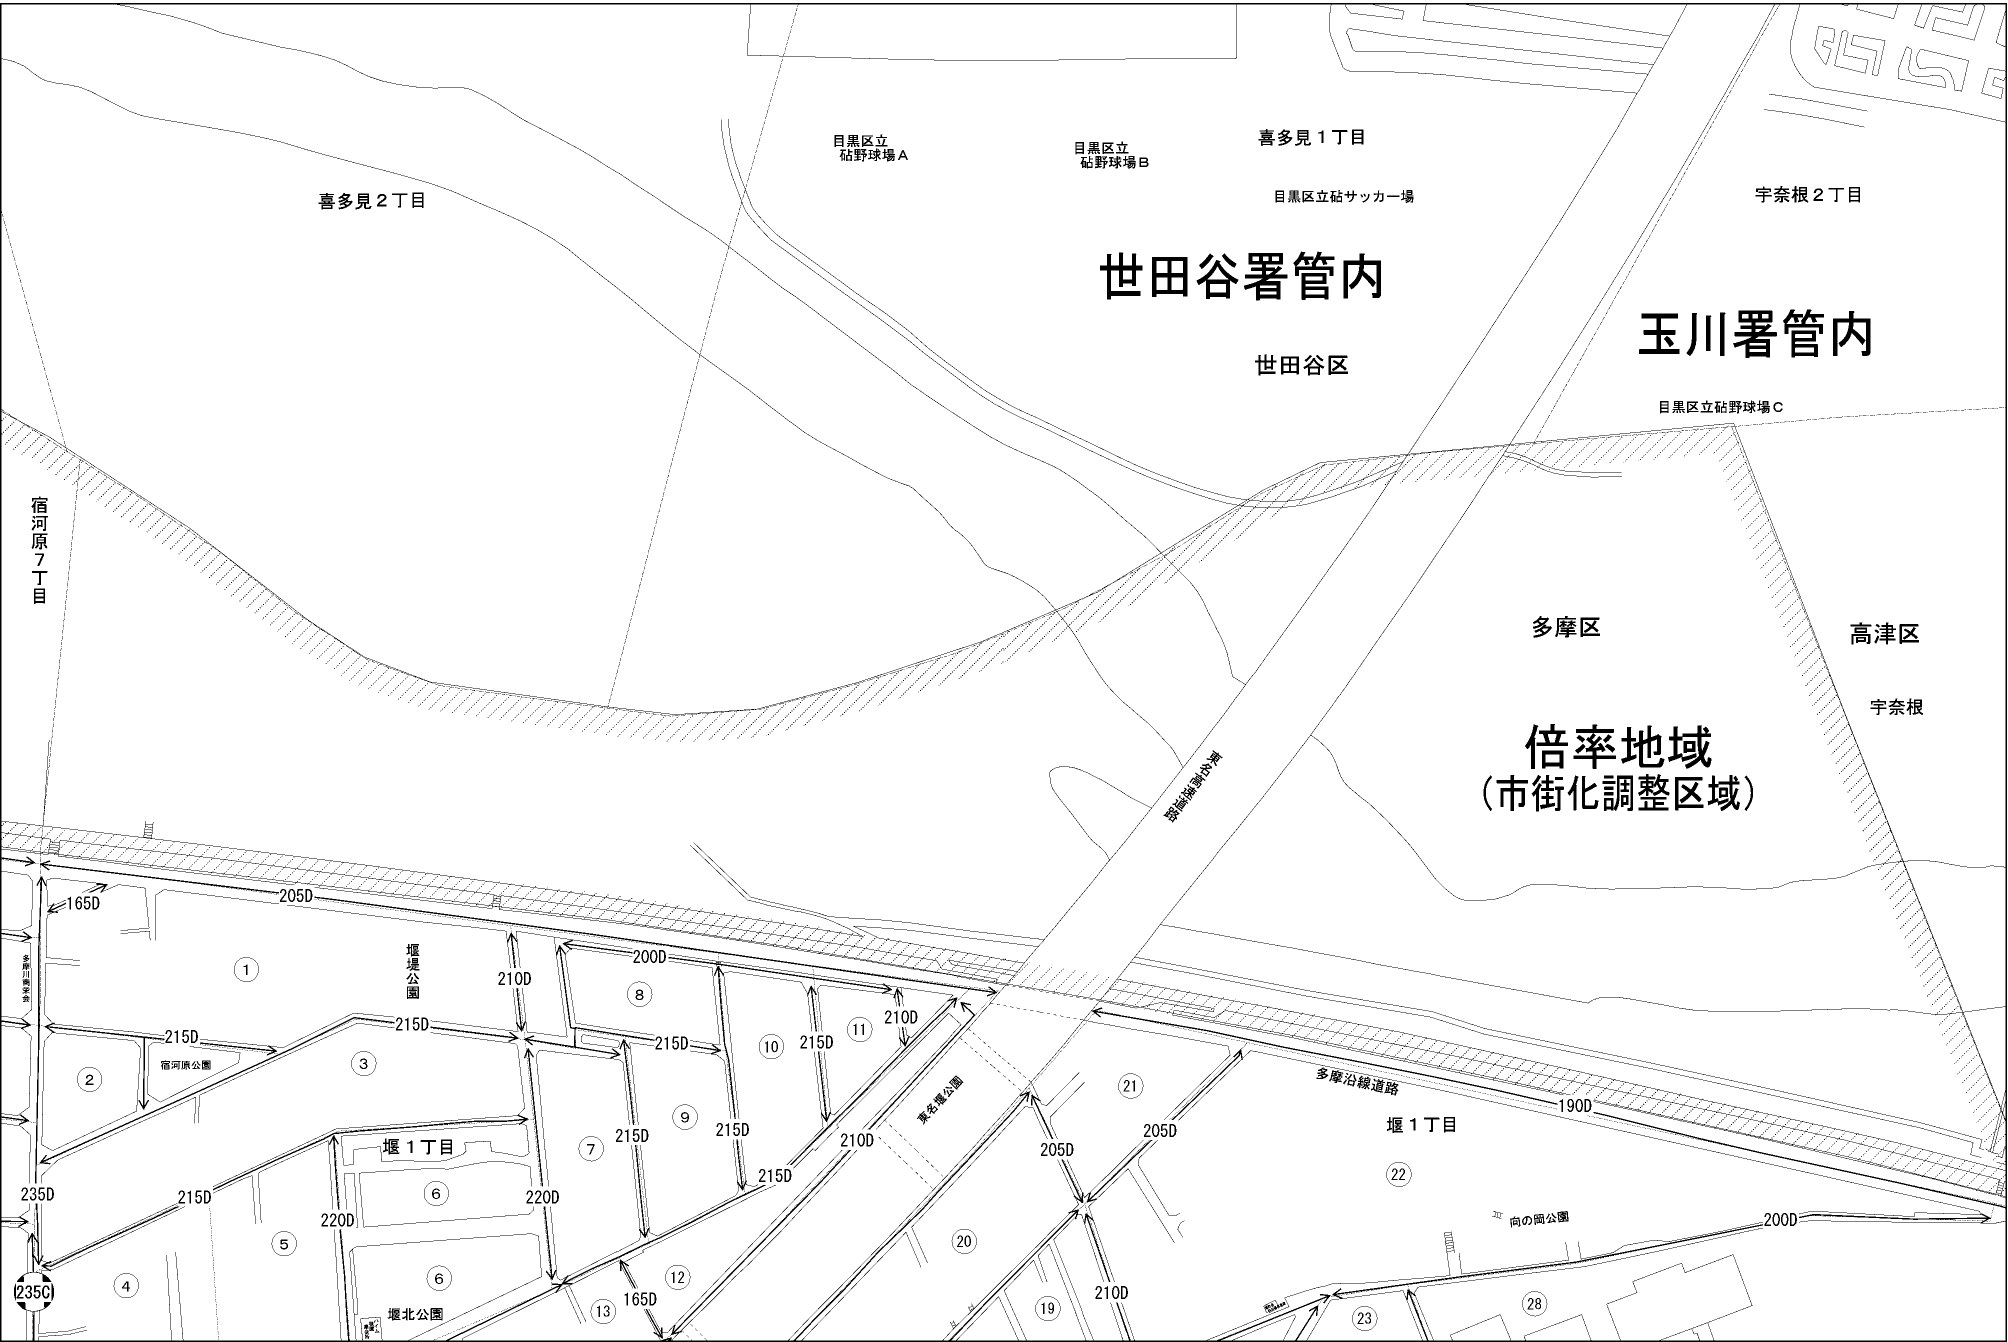 目黒区立
砧野球場A
目黒区立
砧野球場B
喜多見1丁目
目黒区立砧サッカー場
喜多見2丁目
宇奈根2丁目
世田谷署管内
玉川署管内
世田谷区
目黒区立砧野球場C
宿河原7丁目
多摩区
高津区
宇奈根
倍率地域
(市街化調整区域)
東名高速道路
165D
205D
多摩川商栄会
1
堰堤公園
210D
200D
8
215D
215D
2
宿河原公園
3
215D
10
215D
11
210D
9
7
215D
215D
215D
210D
東名堰公園
21
多摩沿線道路
190D
堰1丁目
205D
205D
22
堰1丁目
6
220D
235D
215D
220D
5
6
4
235C
堰北公園
12
13
165D
20
19
210D
向の岡公園
200D
23
28